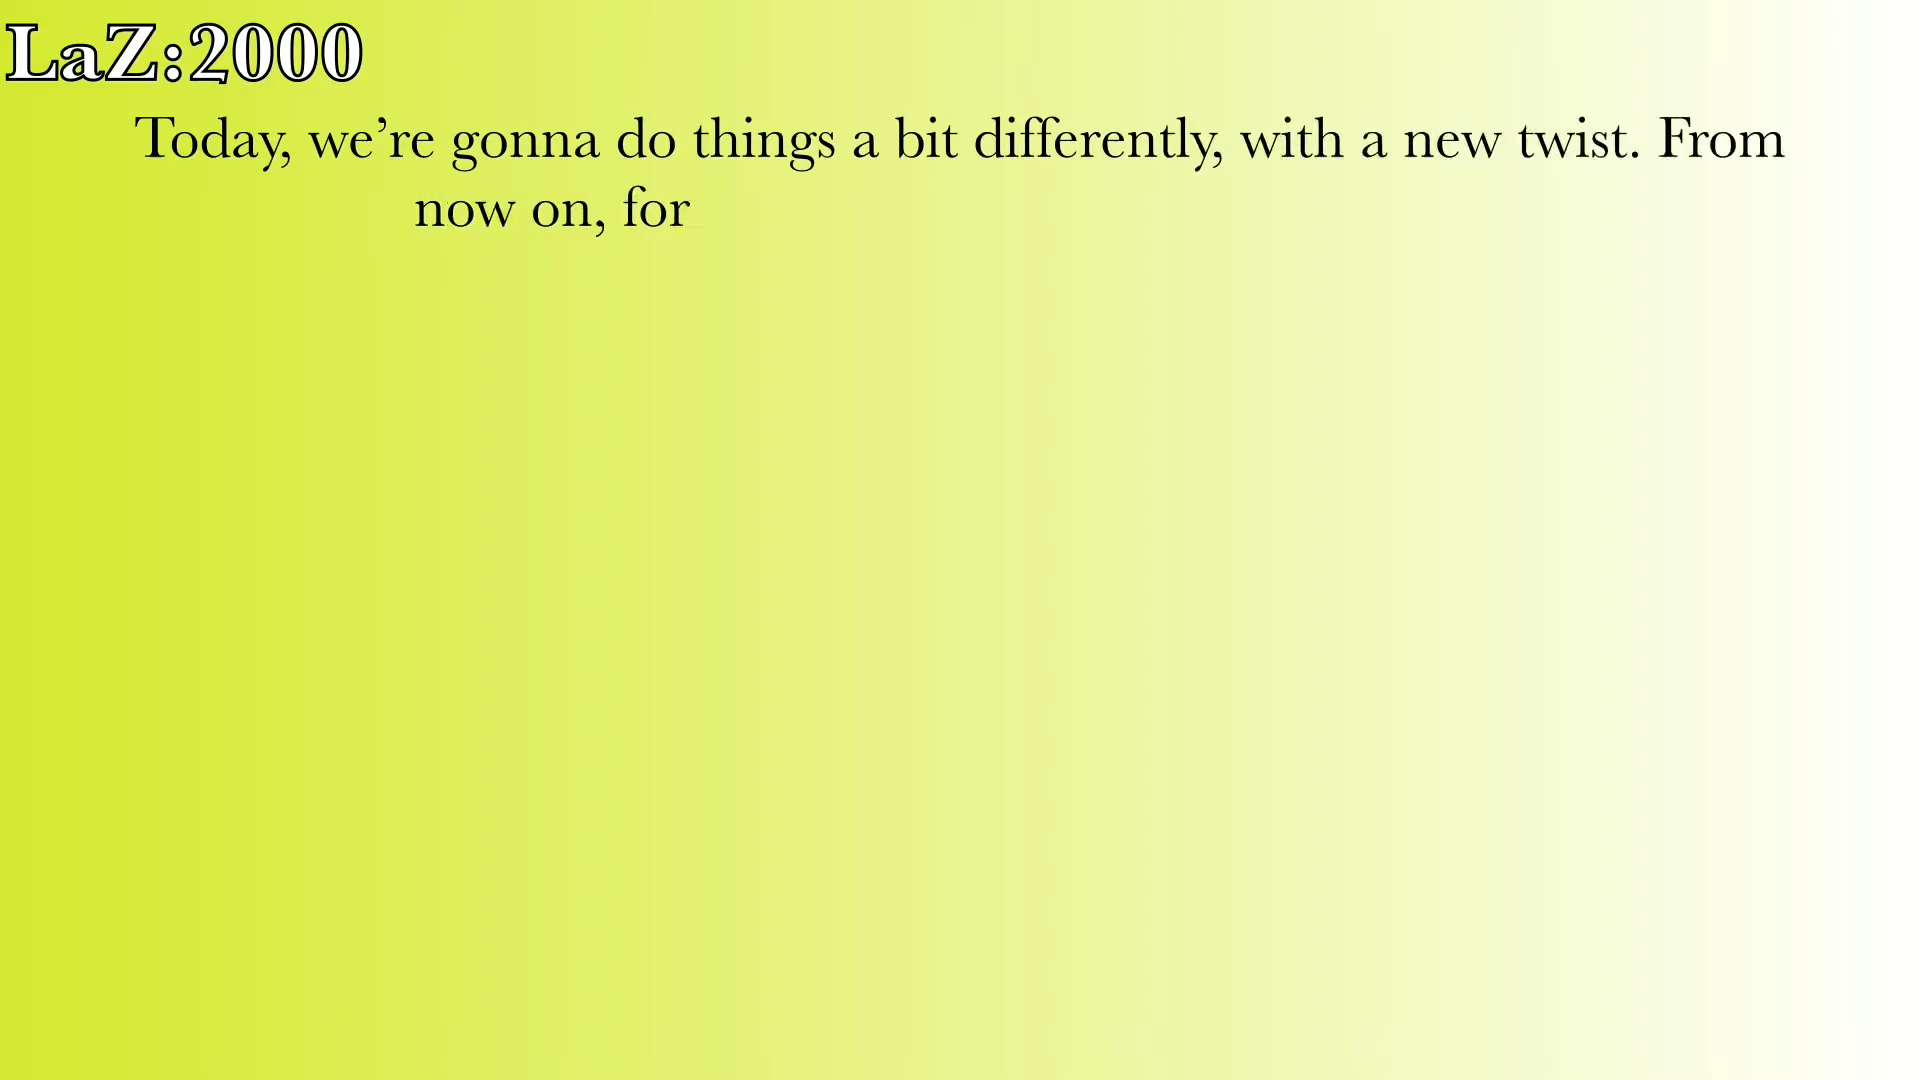 LaZ:2000
Today, we’re gonna do things a bit differently, with a new twist. From
now on, for